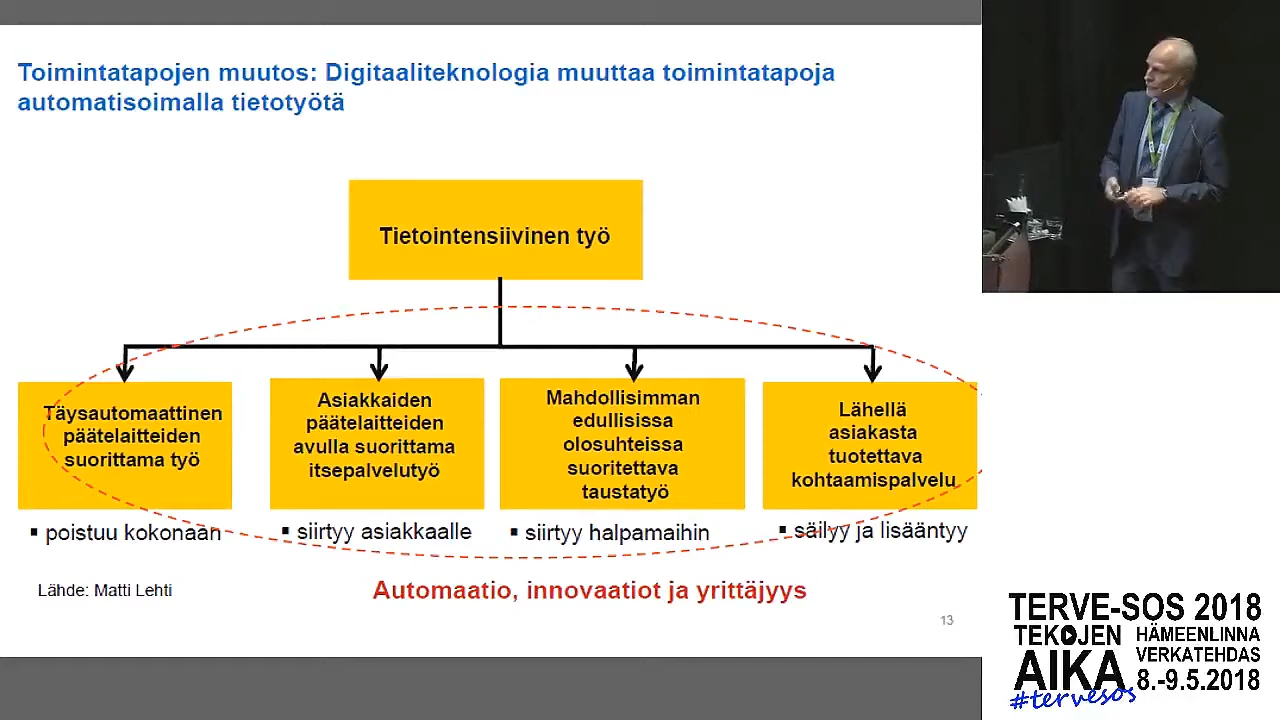 Toimintatapojen muutos: Digitaaliteknologia muuttaa toimintatapoja
automatisoimalla tietotyötä
Tietointensiivinen työ
Täysautomaattinen
päätelaitteiden
suorittama työ
▪ poistuu kokonaan
Asiakkaiden
päätelaitteiden
avulla suorittama
itsepalvelutyö
▪ siirtyy asiakkaalle
Mahdollisimman
edullisissa
olosuhteissa
suoritettava
taustatyö
▪ siirtyy halpamaihin
Lähellä
asiakasta
tuotettava
kohtaamispalvelu
▪ säilyy ja lisääntyy
Lähde: Matti Lehti
Automaatio, innovaatiot ja yrittäjyys
13
TERVE-SOS 2018
TEKOJEN
AIKA
HÄMEENLINNA
VERKATEHDAS
8.-9.5.2018
#tervesos